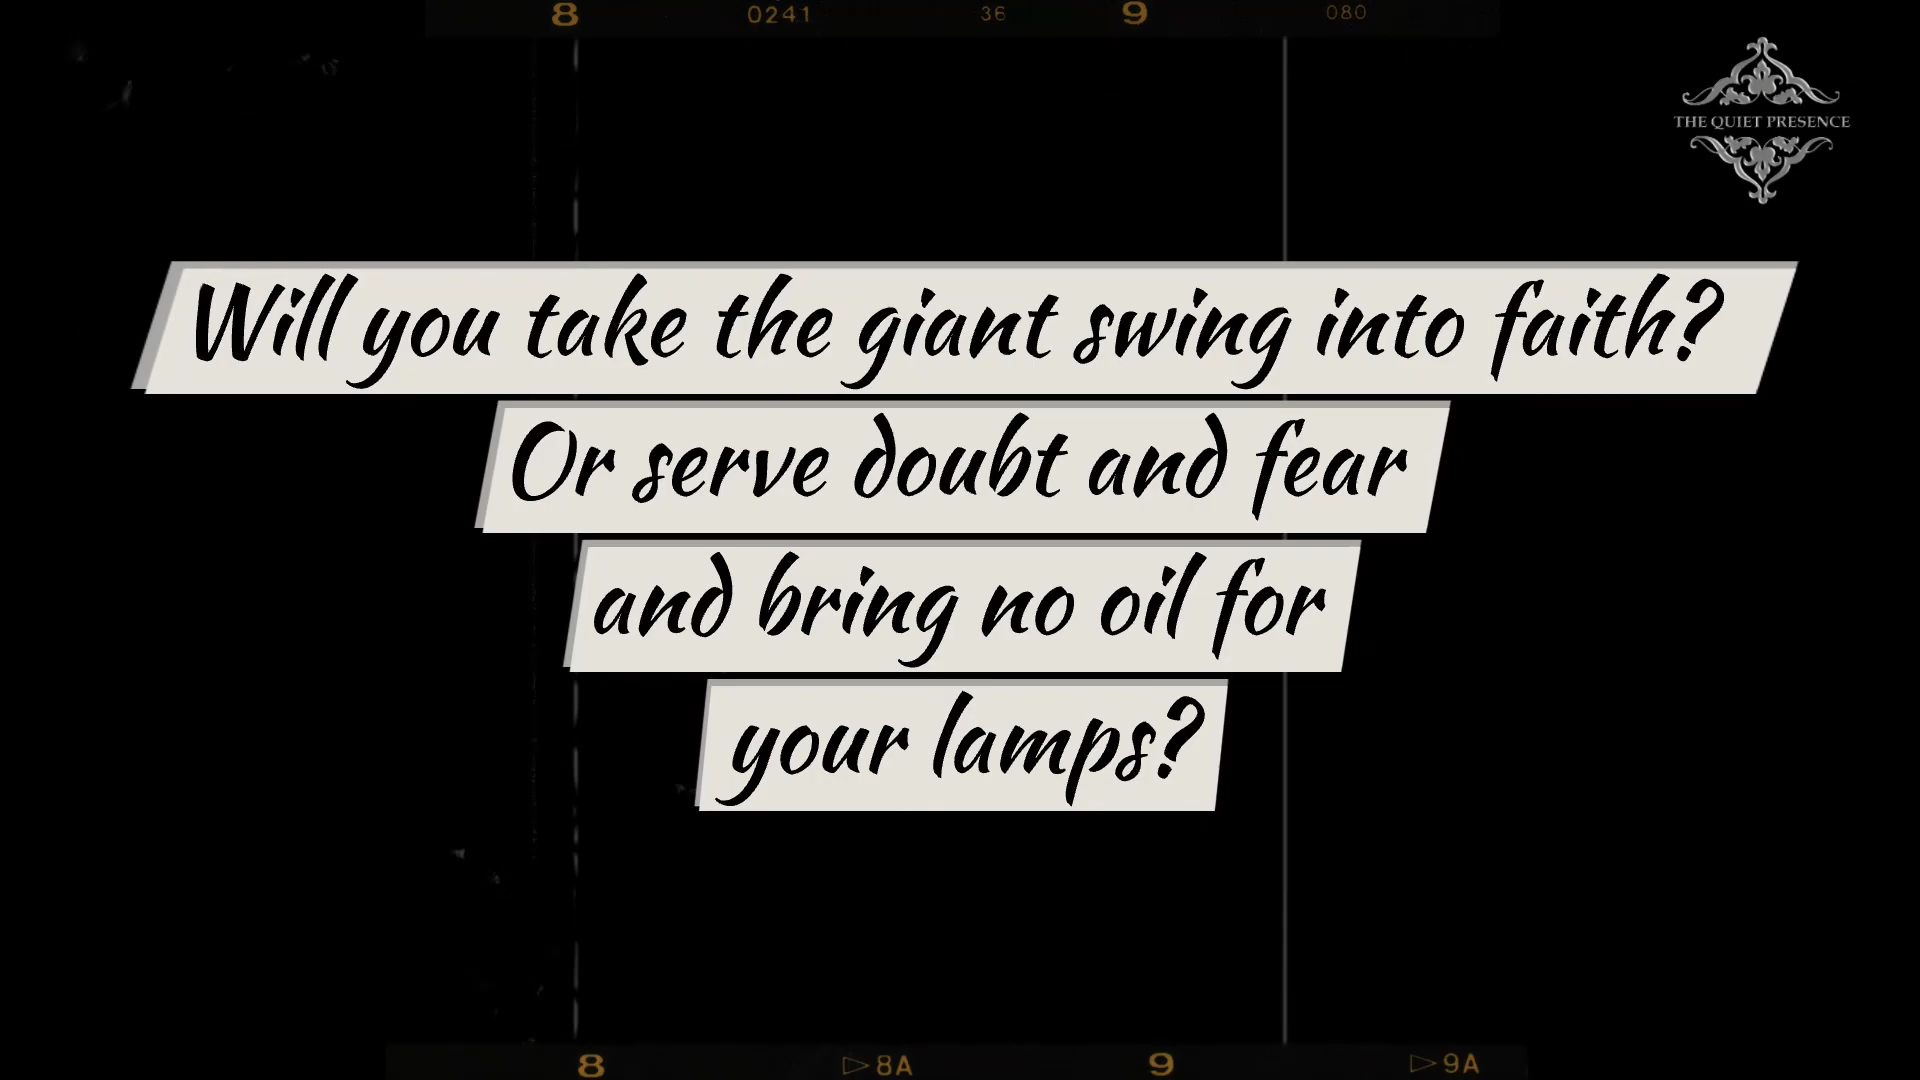 8 0241 36 9 080
THE QUIET PRESENCE
Will you take the giant swing into faith?
Or serve doubt and fear
and bring no oil for
your lamps?
8 ▷8A 9 ▷9A